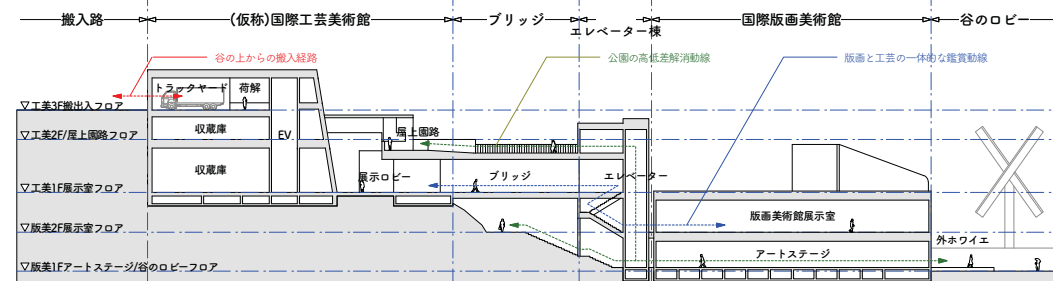 搬入路
(仮称)国際工芸美術館
ブリッジ
エレベーター棟
国際版画美術館
谷のロビー
谷の上からの搬入経路
公園の高低差解消動線
版画と工芸の一体的な鑑賞動線
トラックヤード
荷解
▽工美3F搬出入フロア
収蔵庫
EV
屋上園路
▽工美2F/屋上園路フロア
収蔵庫
展示ロビー
ブリッジ
エレベーター
▽工美1F展示室フロア
版画美術館展示室
▽版美2F展示室フロア
外ホワイエ
アートステージ
▽版美1Fアートステージ/谷のロビーフロア